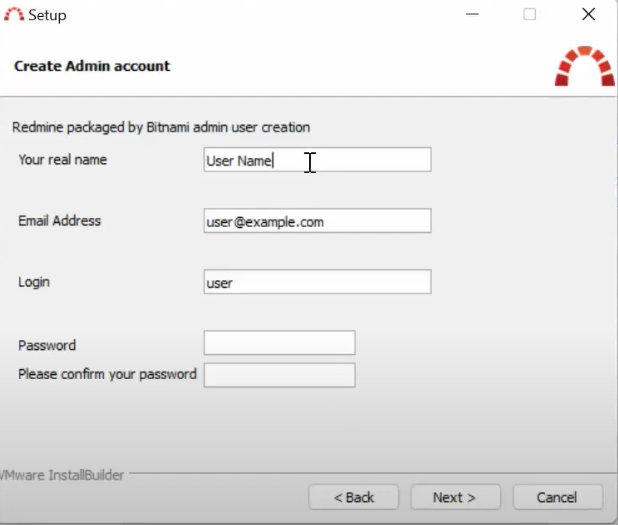 Setup
Create Admin account
Redmine packaged by Bitnami admin user creation
Your real name User Name
Email Address user@example.com
Login user
Password
Please confirm your password
VMware InstallBuilder
< Back Next > Cancel